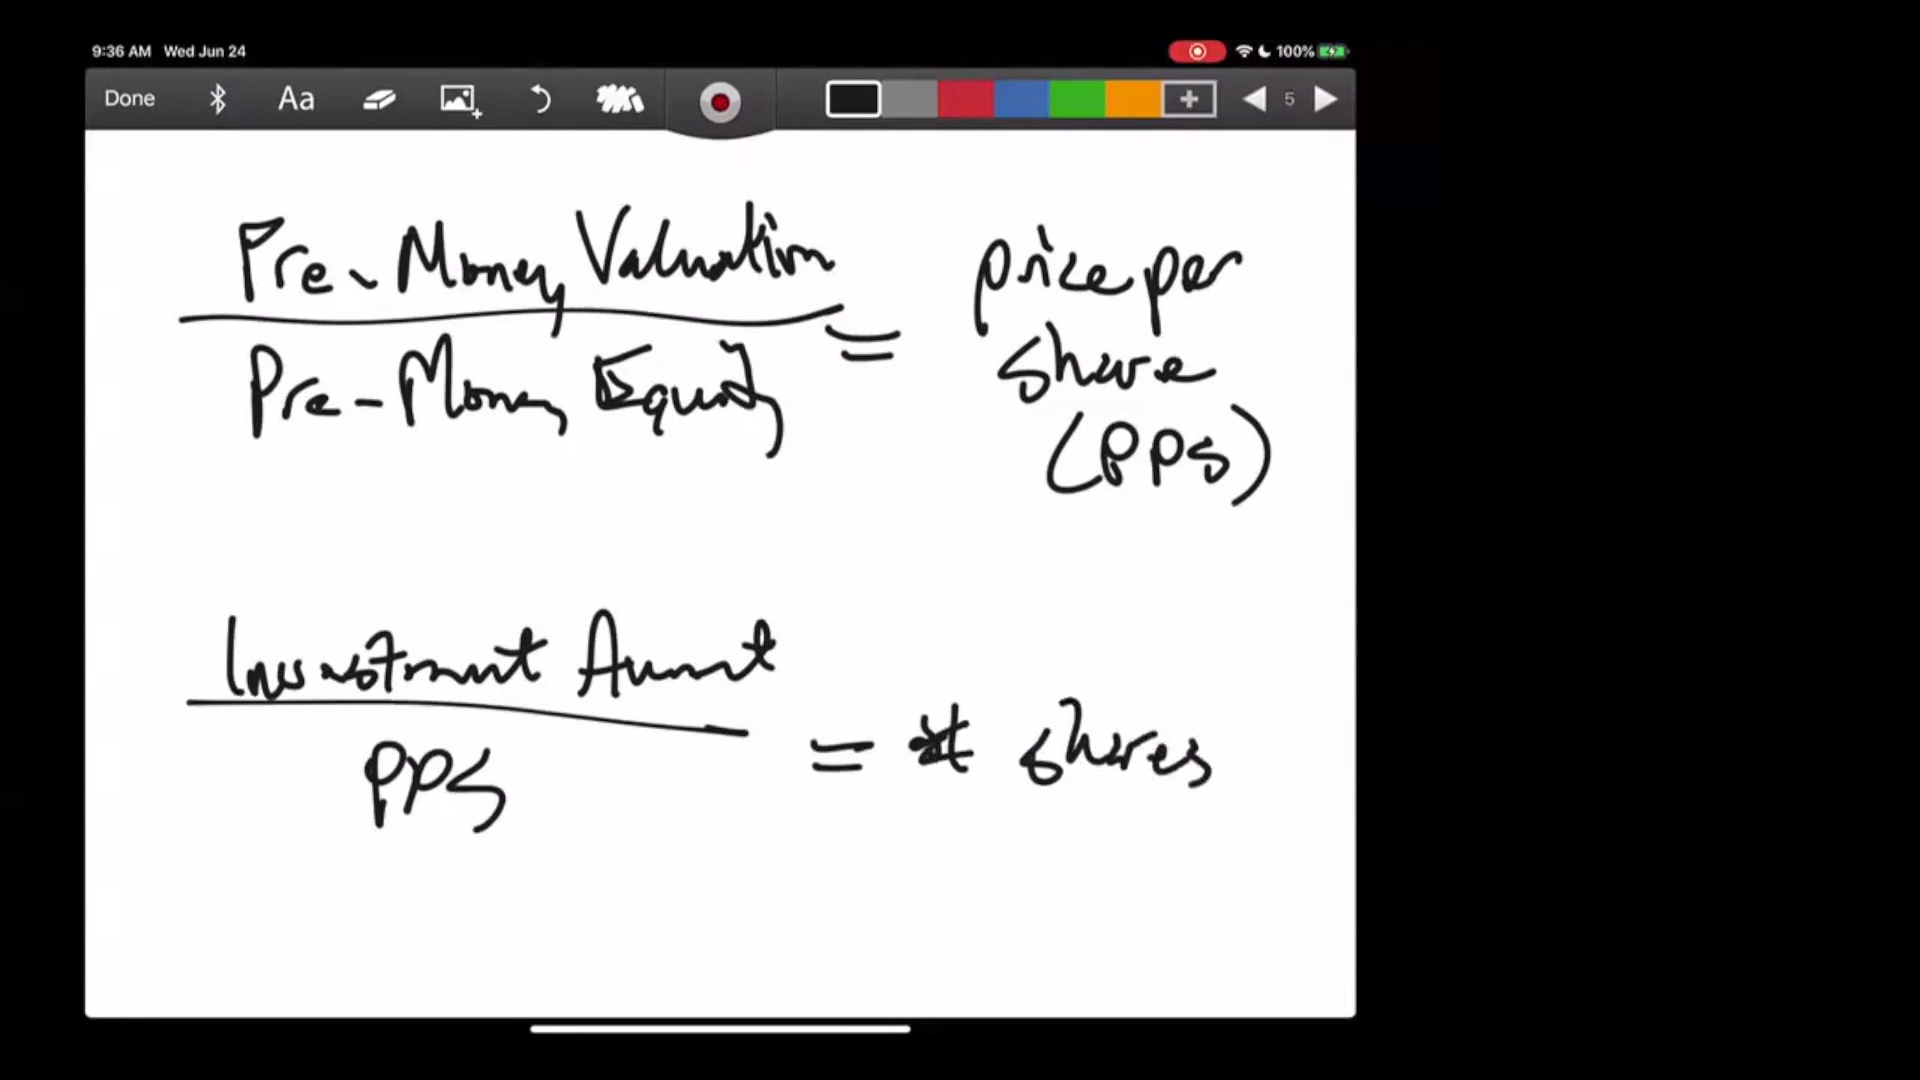 9:36 AM Wed Jun 24
100%
Done
Aa
5
Pre-Money Valuation
Pre-Money Equity
=
price per
share
(PPS)
Investment Amount
PPS
= # shares